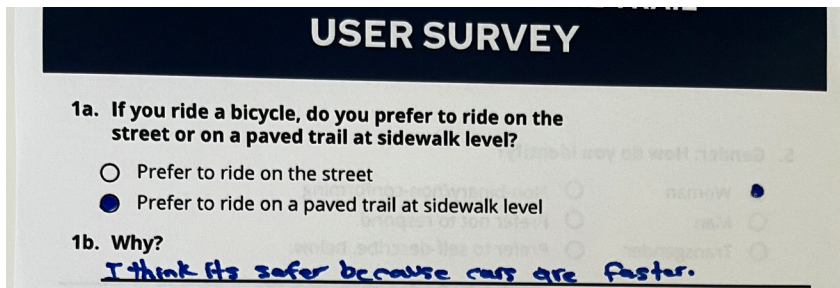 USER SURVEY
1a. If you ride a bicycle, do you prefer to ride on the
street or on a paved trail at sidewalk level?
Prefer to ride on the street
Prefer to ride on a paved trail at sidewalk level
1b. Why?
I think its safer because cars are faster.